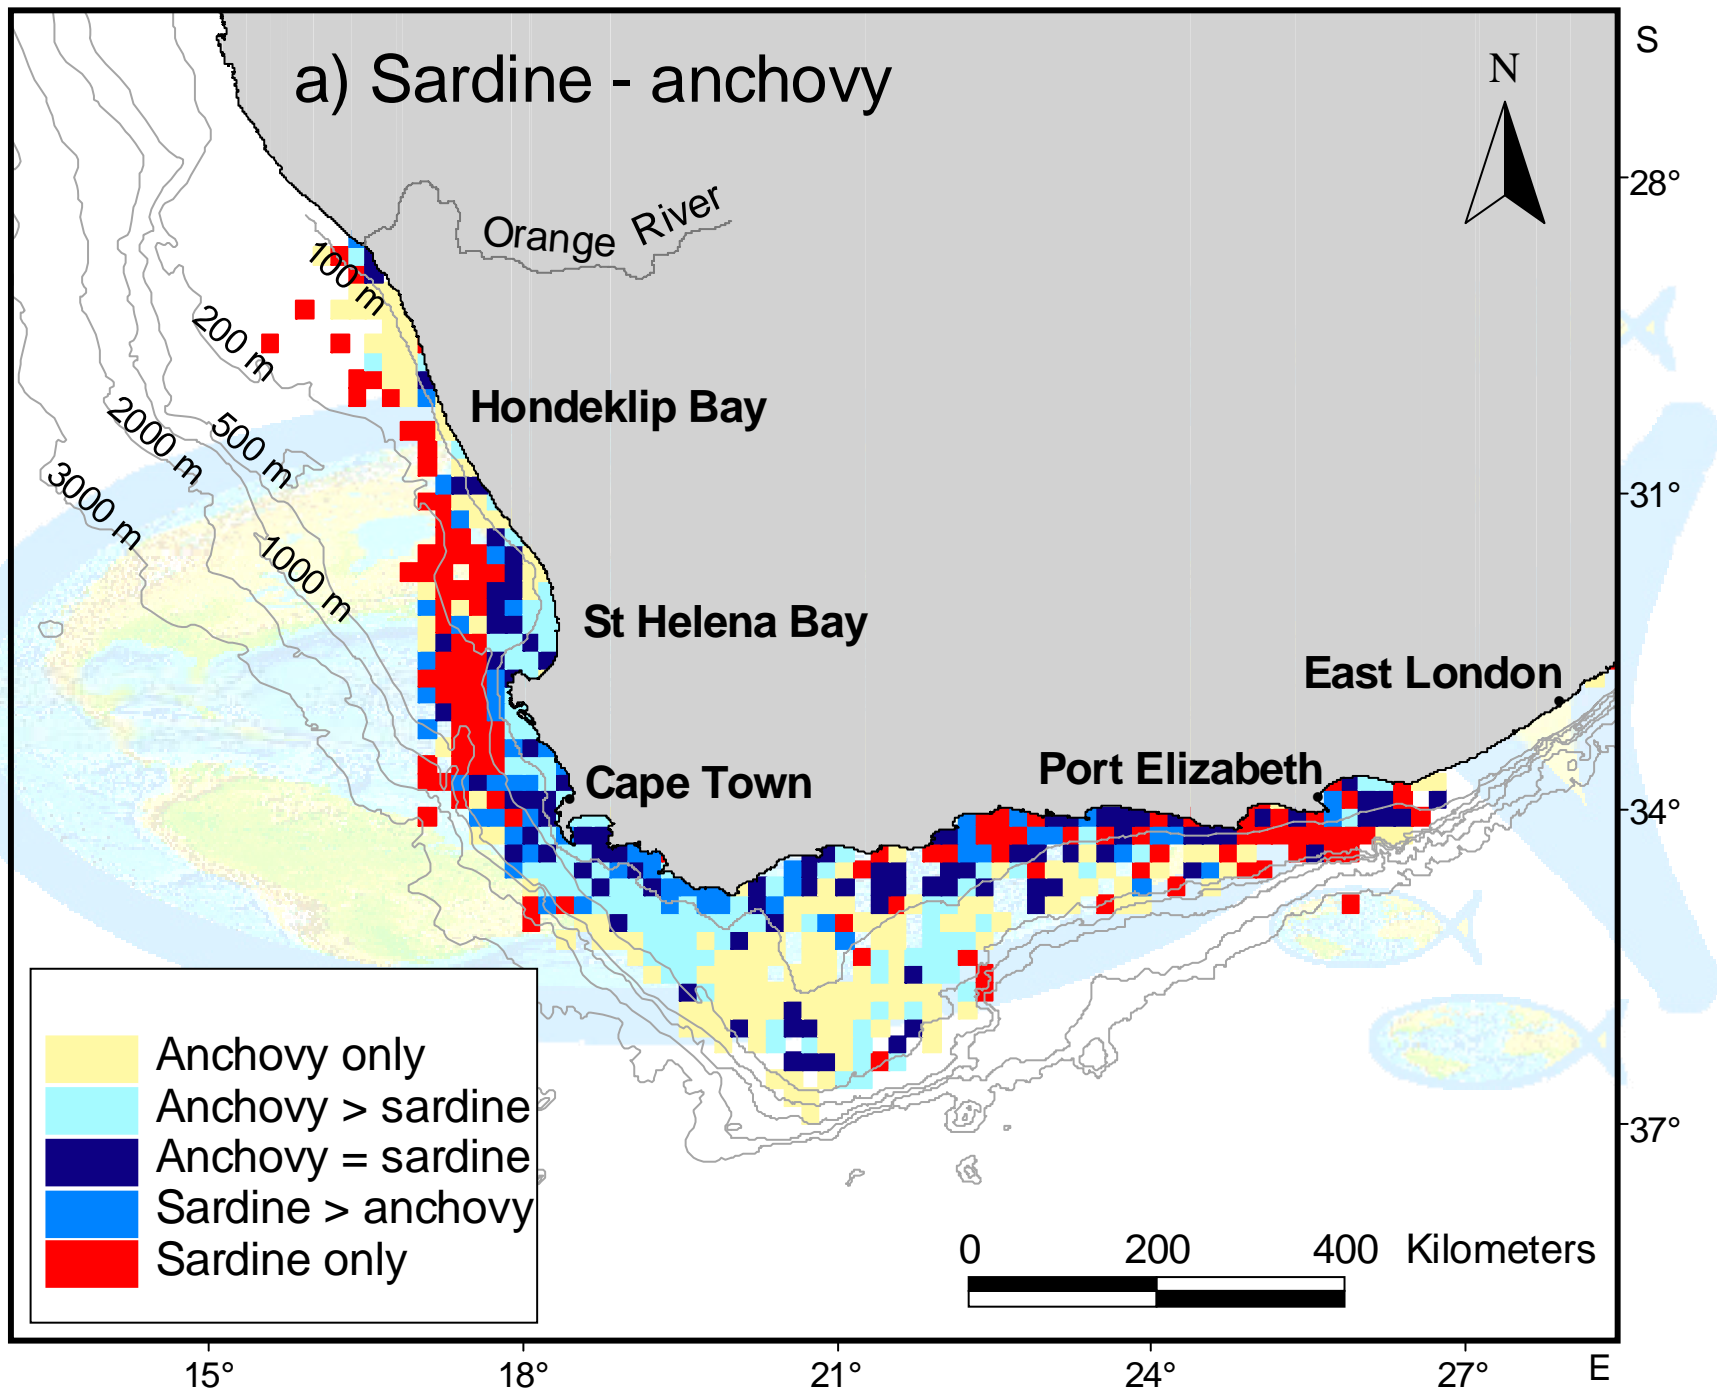 S
a) Sardine - anchovy
N
28°
Orange River
100 m
200 m
Hondeklip Bay
2000 m
500 m
3000 m
31°
1000 m
St Helena Bay
East London
Port Elizabeth
Cape Town
34°
Anchovy only
Anchovy > sardine
Anchovy = sardine
Sardine > anchovy
Sardine only
37°
0 200 400 Kilometers
15° 18° 21° 24° 27° E